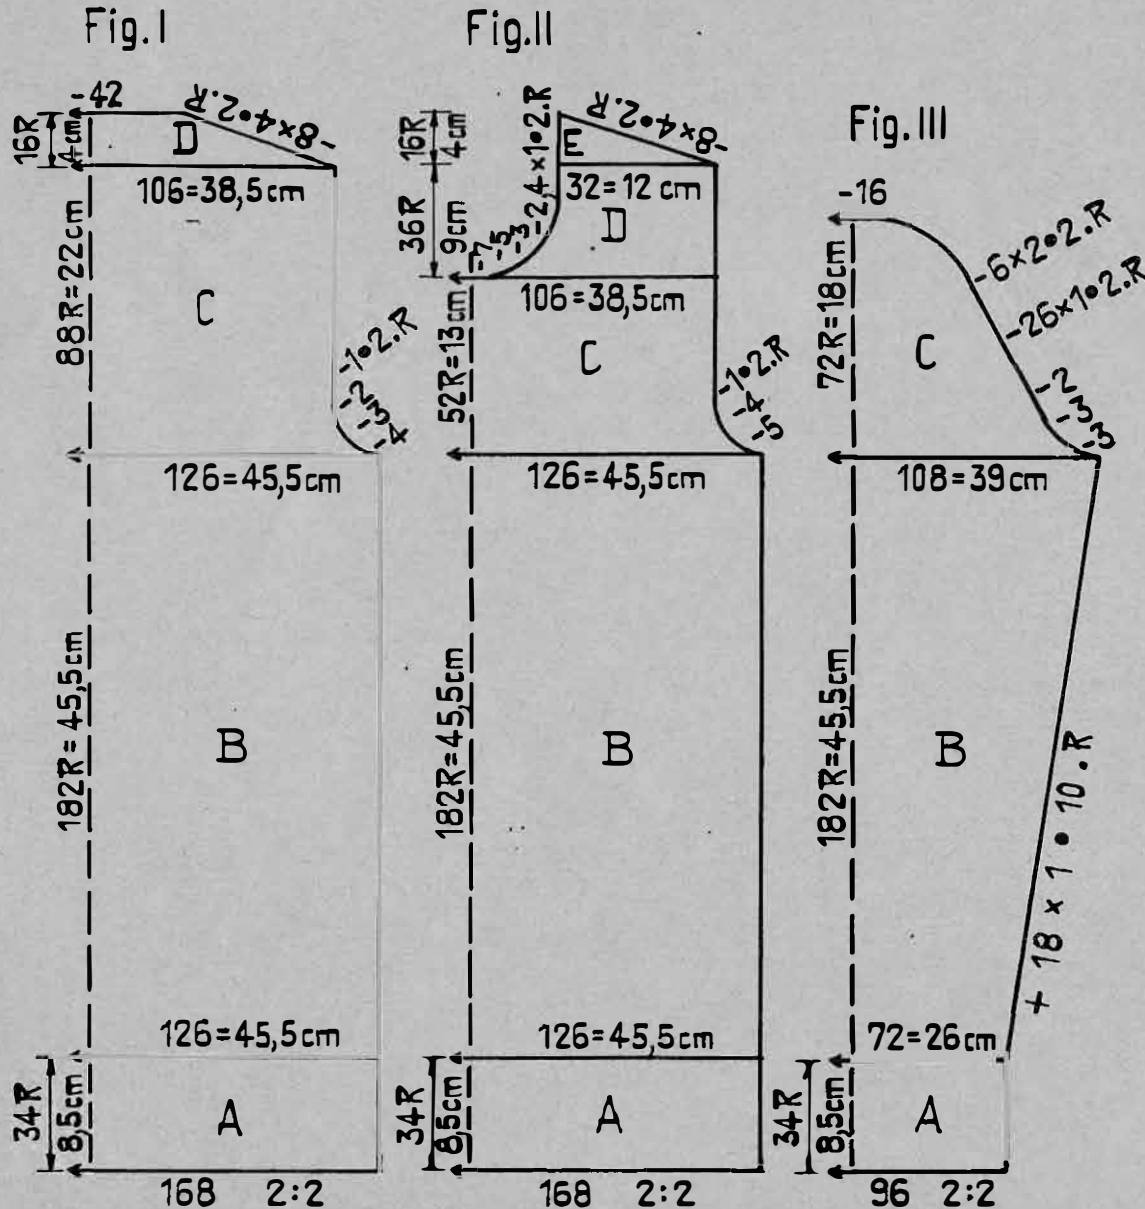 Fig.I
-42
-8×4•2.R
16R
4cm
D
106=38,5cm
88R=22cm
C
-1•2.R
-2
-3
-4
126=45,5cm
182R=45,5cm
B
126=45,5cm
34R
8,5cm
A
168 2:2
Fig.II
16R
4cm
-8×4•2.R
E
-2,4×1•2.R
32=12 cm
36R
9cm
D
-3
-5
-7
106=38,5cm
52R=13cm
C
-1•2.R
-4
-5
126=45,5cm
182R=45,5cm
B
126=45,5cm
34R
8,5cm
A
168 2:2
Fig.III
-16
-6×2•2.R
-26×1•2.R
72R=18cm
C
-2
-3
-3
108=39cm
182R=45,5cm
B
+ 18 × 1 • 10.R
72=26cm
34R
8,5cm
A
96 2:2